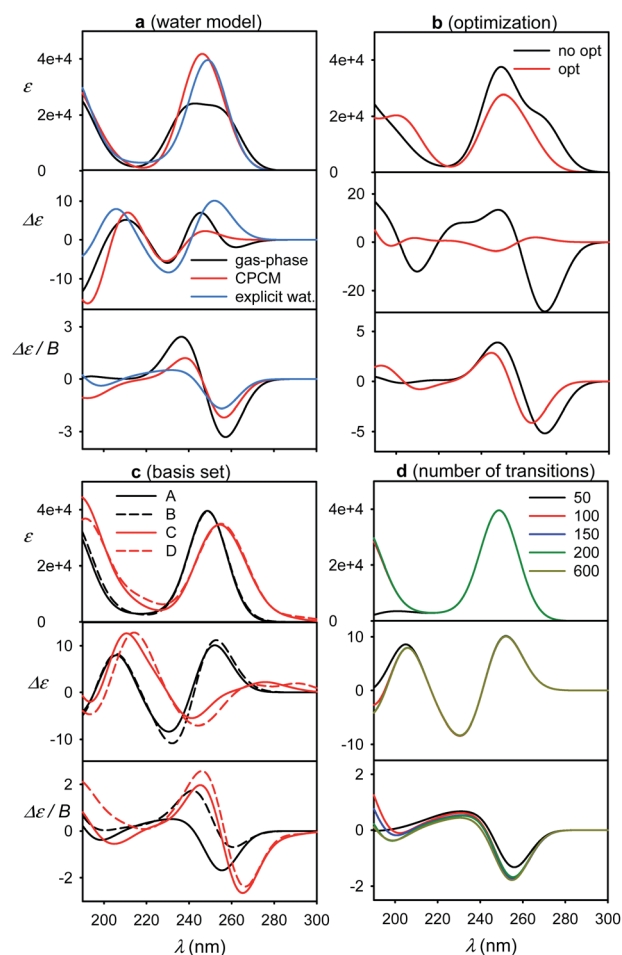 a (water model)
b (optimization)
ε
4e+4
2e+4
0
4e+4
2e+4
0
no opt
opt
Δε
10
0
-10
gas-phase
CPCM
explicit wat.
20
0
-20
Δε / B
3
0
-3
5
0
-5
c (basis set)
d (number of transitions)
ε
4e+4
2e+4
0
A
B
C
D
4e+4
2e+4
0
50
100
150
200
600
Δε
10
0
-10
10
0
-10
Δε / B
2
0
-2
2
0
-2
200 220 240 260 280 300
200 220 240 260 280 300
λ (nm)
λ (nm)